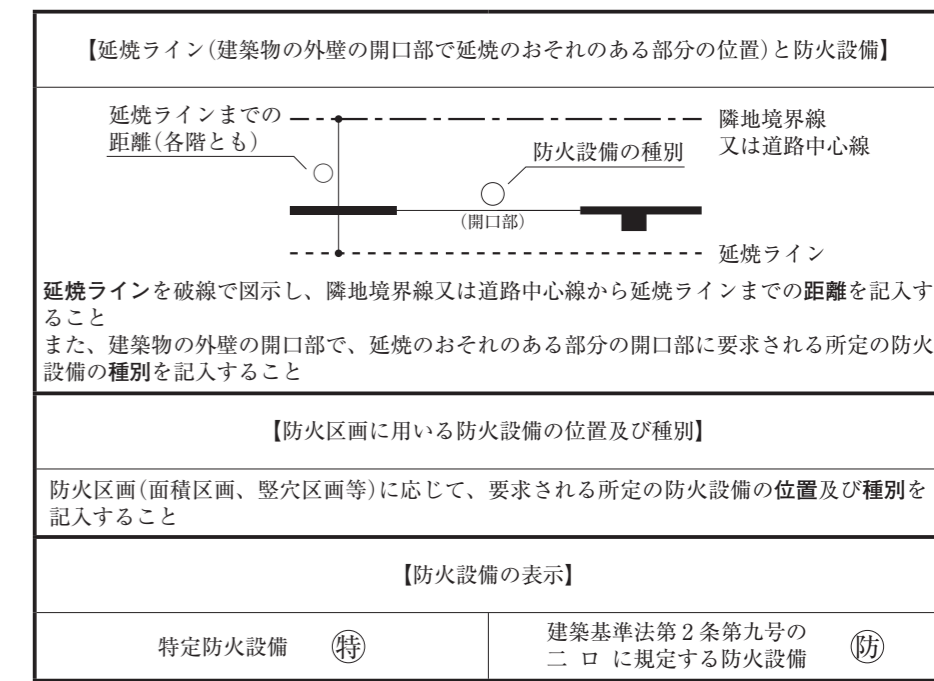 【延焼ライン(建築物の外壁の開口部で延焼のおそれのある部分の位置)と防火設備】
延焼ラインまでの
距離(各階とも)
隣地境界線
又は道路中心線
防火設備の種別
(開口部)
延焼ライン
延焼ラインを破線で図示し、隣地境界線又は道路中心線から延焼ラインまでの距離を記入す
ること
また、建築物の外壁の開口部で、延焼のおそれのある部分の開口部に要求される所定の防火
設備の種別を記入すること
【防火区画に用いる防火設備の位置及び種別】
防火区画(面積区画、竪穴区画等)に応じて、要求される所定の防火設備の位置及び種別を
記入すること
【防火設備の表示】
特定防火設備 ㊕
建築基準法第2条第九号の
二 ロ に規定する防火設備 防